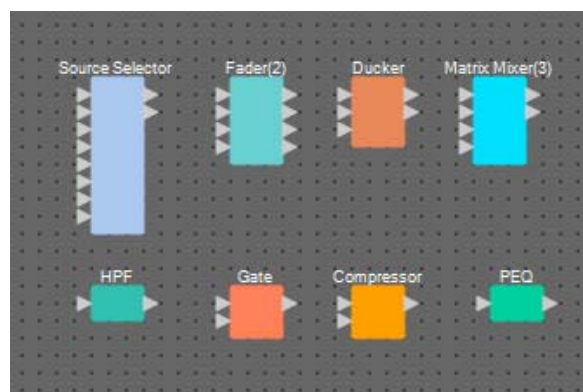 Source Selector
Fader(2)
Ducker
Matrix Mixer(3)
HPF
Gate
Compressor
PEQ